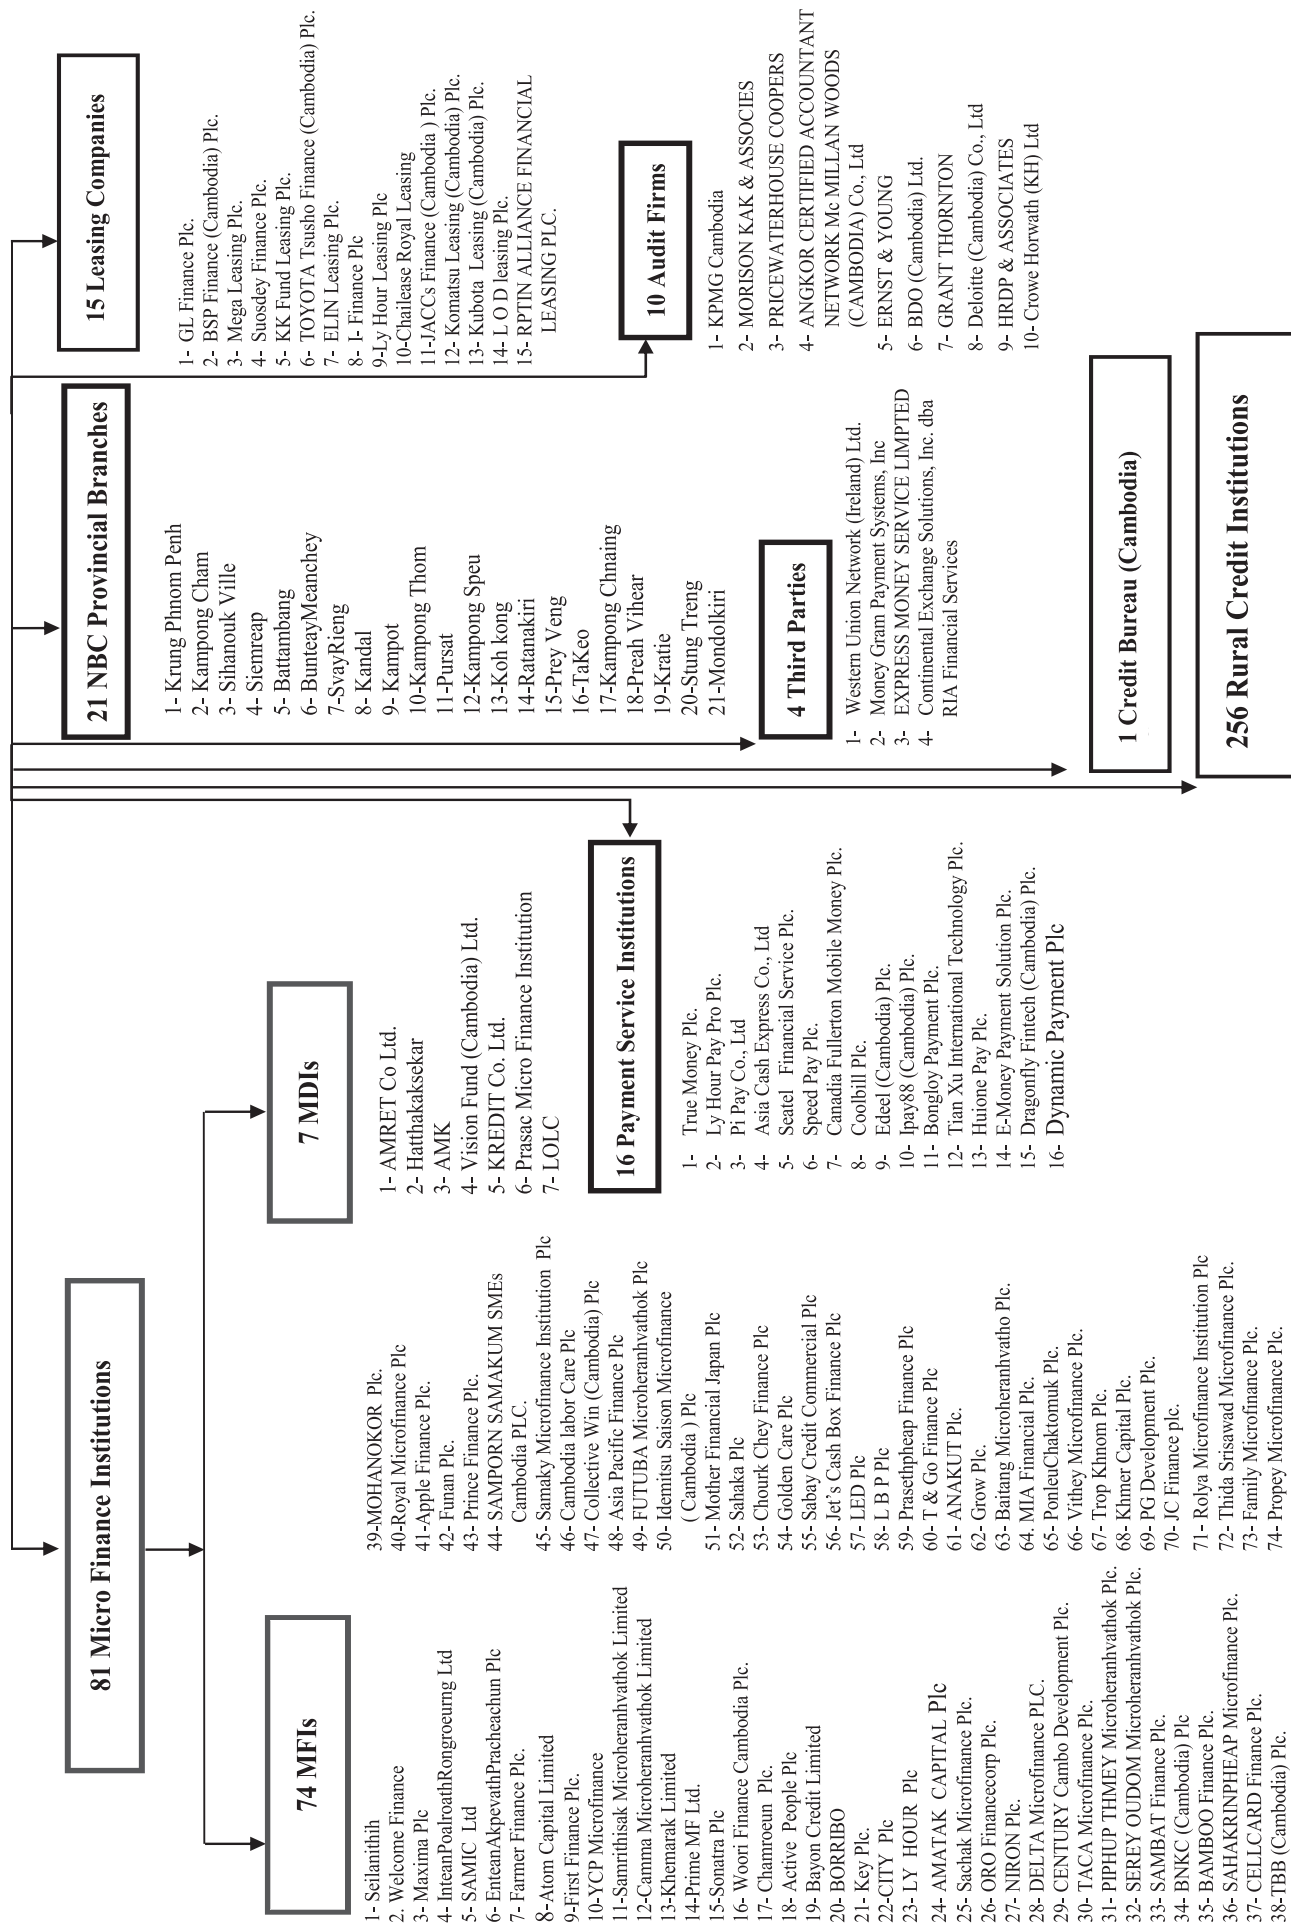 81 Micro Finance Institutions
74 MFIs
1- Seilanithih
2. Welcome Finance
3- Maxima Plc
4- InteanPoalroathRongroeurng Ltd
5- SAMIC Ltd
6- EnteanAkpevathPracheachun Plc
7- Farmer Finance Plc.
8-Atom Capital Limited
9-First Finance Plc.
10-YCP Microfinance
11-Samrithisak Microheranhvathok Limited
12-Camma Microheranhvathok Limited
13-Khemarak Limited
14-Prime MF Ltd.
15-Sonatra Plc
16- Woori Finance Cambodia Plc.
17- Chamroeun Plc.
18- Active People Plc
19- Bayon Credit Limited
20- BORRIBO
21- Key Plc.
22-CITY Plc
23- LY HOUR Plc
24- AMATAK CAPITAL Plc
25- Sachak Microfinance Plc.
26- ORO Financecorp Plc.
27- NIRON Plc.
28- DELTA Microfinance PLC.
29- CENTURY Cambo Development Plc.
30- TACA Microfinance Plc.
31- PIPHUP THMEY Microheranhvathok Plc.
32- SEREY OUDOM Microheranhvathok Plc.
33- SAMBAT Finance Plc.
34- BNKC (Cambodia) Plc
35- BAMBOO Finance Plc.
36- SAHAKRINPHEAP Microfinance Plc.
37- CELLCARD Finance Plc.
38-TBB (Cambodia) Plc.
39-MOHANOKOR Plc.
40-Royal Microfinance Plc
41-Apple Finance Plc.
42- Funan Plc.
43- Prince Finance Plc.
44- SAMPORN SAMAKUM SMEs
Cambodia PLC.
45- Samaky Microfinance Institution Plc
46- Cambodia labor Care Plc
47- Collective Win (Cambodia) Plc
48- Asia Pacific Finance Plc
49- FUTUBA Microheranhvathok Plc
50- Idemitsu Saison Microfinance
(Cambodia ) Plc
51- Mother Financial Japan Plc
52- Sahaka Plc
53- Chourk Chey Finance Plc
54- Golden Care Plc
55- Sabay Credit Commercial Plc
56- Jet's Cash Box Finance Plc
57- LED Plc
58- L B P Plc
59- Prasethpheap Finance Plc
60- T & Go Finance Plc
61- ANAKUT Plc.
62- Grow Plc.
63- Baitang Microheranhvatho Plc.
64. MIA Financial Plc.
65- PonleuChaktomuk Plc.
66- Vithey Microfinance Plc.
67- Trop Khnom Plc.
68- Khmer Capital Plc.
69- PG Development Plc.
70- JC Finance plc.
71- Rolya Microfinance Institution Plc
72- Thida Srisawad Microfinance Plc.
73- Family Microfinance Plc.
74- Propey Microfinance Plc.
7 MDIs
1- AMRET Co Ltd.
2- Hatthakaksekar
3- AMK
4- Vision Fund (Cambodia) Ltd.
5- KREDIT Co. Ltd.
6- Prasac Micro Finance Institution
7- LOLC
16 Payment Service Institutions
1- True Money Plc.
2- Ly Hour Pay Pro Plc.
3- Pi Pay Co., Ltd
4- Asia Cash Express Co., Ltd
5- Seatel Financial Service Plc.
6- Speed Pay Plc.
7- Canadia Fullerton Mobile Money Plc.
8- Coolbill Plc.
9- Edeel (Cambodia) Plc.
10- Ipay88 (Cambodia) Plc.
11- Bongloy Payment Plc.
12- Tian Xu International Technology Plc.
13- Huione Pay Plc.
14- E-Money Payment Solution Plc.
15- Dragonfly Fintech (Cambodia) Plc.
16- Dynamic Payment Plc
21 NBC Provincial Branches
1- Krung Phnom Penh
2- Kampong Cham
3- Sihanouk Ville
4- Siemreap
5- Battambang
6- BunteayMeanchey
7-SvayRieng
8- Kandal
9- Kampot
10-Kampong Thom
11-Pursat
12-Kampong Speu
13-Koh kong
14-Ratanakiri
15-Prey Veng
16-TaKeo
17-Kampong Chnaing
18-Preah Vihear
19-Kratie
20-Stung Treng
21-Mondolkiri
4 Third Parties
1- Western Union Network (Ireland) Ltd.
2- Money Gram Payment Systems, Inc
3- EXPRESS MONEY SERVICE LIMPTED
4- Continental Exchange Solutions, Inc. dba
RIA Financial Services
15 Leasing Companies
1- GL Finance Plc.
2- BSP Finance (Cambodia) Plc.
3- Mega Leasing Plc.
4- Suosdey Finance Plc.
5- KK Fund Leasing Plc.
6- TOYOTA Tsusho Finance (Cambodia) Plc.
7- ELIN Leasing Plc.
8- I- Finance Plc
9-Ly Hour Leasing Plc
10-Chailease Royal Leasing
11-JACCs Finance (Cambodia ) Plc.
12- Komatsu Leasing (Cambodia) Plc.
13- Kubota Leasing (Cambodia) Plc.
14- L O D leasing Plc.
15- RPTIN ALLIANCE FINANCIAL
LEASING PLC.
10 Audit Firms
1- KPMG Cambodia
2- MORISON KAK & ASSOCIES
3- PRICEWATERHOUSE COOPERS
4- ANGKOR CERTIFIED ACCOUNTANT
NETWORK Mc MILLAN WOODS
(CAMBODIA) Co., Ltd
5- ERNST & YOUNG
6- BDO (Cambodia) Ltd.
7- GRANT THORNTON
8- Deloitte (Cambodia) Co., Ltd
9- HRDP & ASSOCIATES
10- Crowe Horwath (KH) Ltd
1 Credit Bureau (Cambodia)
256 Rural Credit Institutions